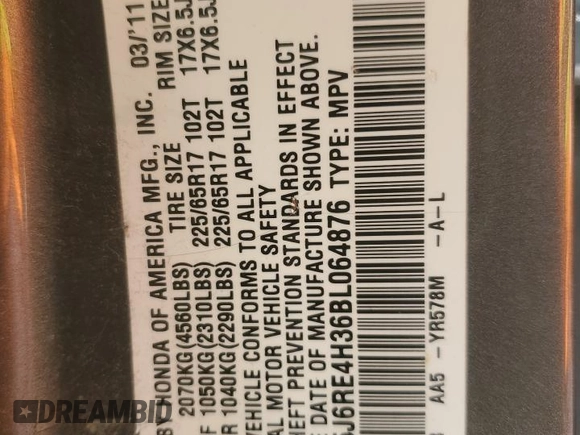 BY HONDA OF AMERICA MFG., INC. 03/'11
TIRE SIZE RIM SIZE
2070KG(4560LBS)
F 1050KG(2310LBS) 225/65R17 102T 17X6.5J
R 1040KG(2290LBS) 225/65R17 102T 17X6.5J
VEHICLE CONFORMS TO ALL APPLICABLE
AL MOTOR VEHICLE SAFETY
HEFT PREVENTION STANDARDS IN EFFECT
E DATE OF MANUFACTURE SHOWN ABOVE.
J6RE4H36BL064876 TYPE: MPV
AA5 -YR578M -A-L
DREAMBID